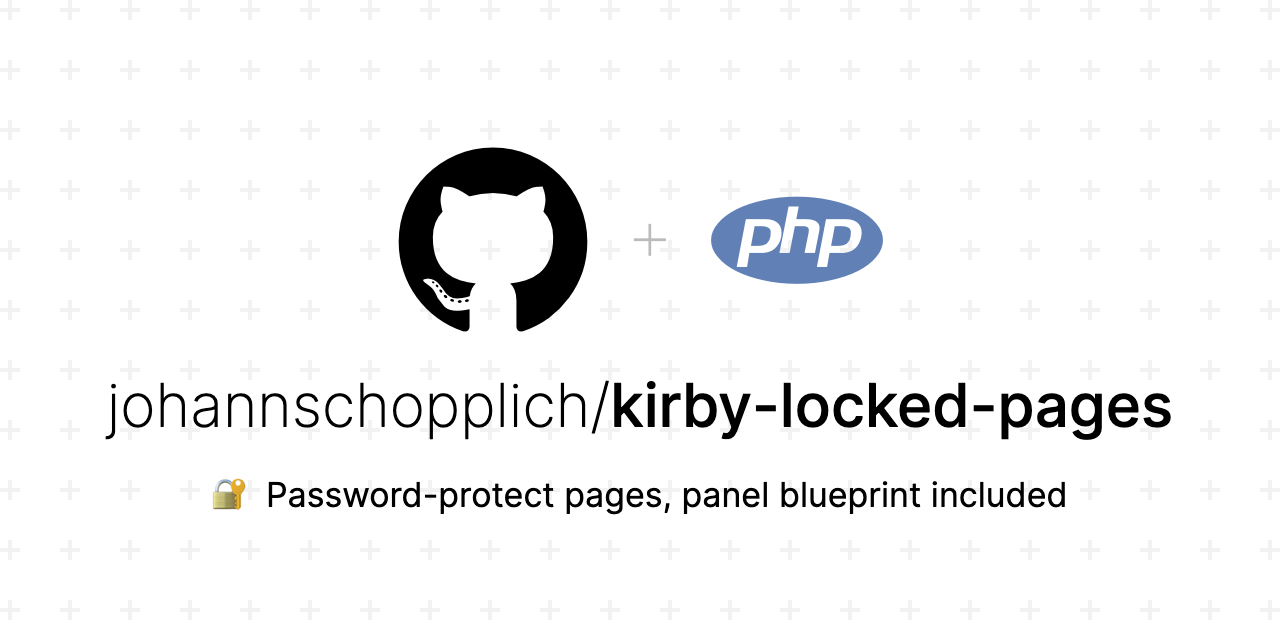 php
johannschopplich/kirby-locked-pages
🔐 Password-protect pages, panel blueprint included